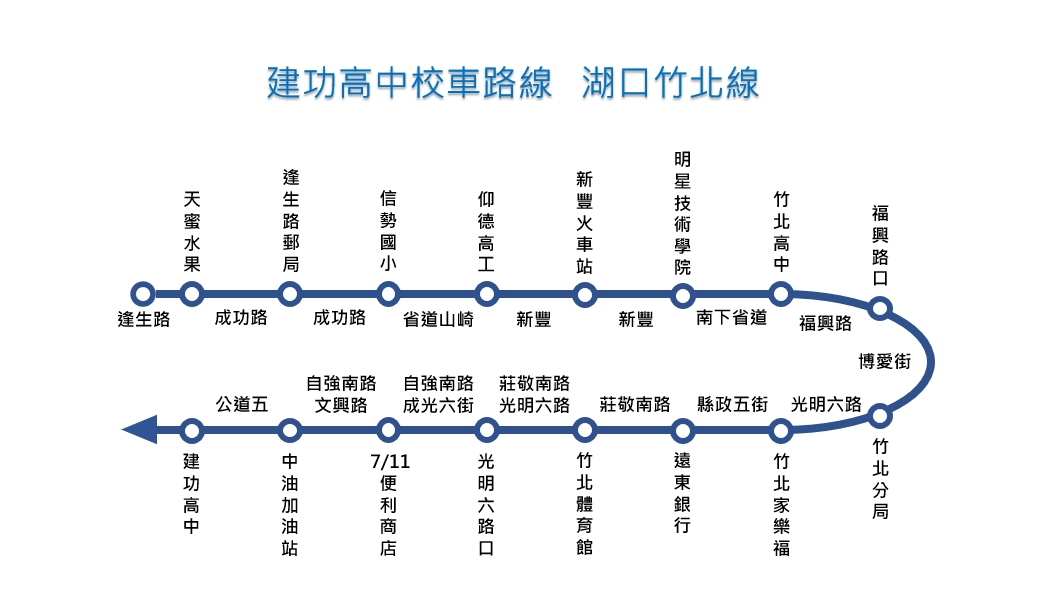 建功高中校車路線 湖口竹北線
天蜜水果
逢生路郵局
信勢國小
仰德高工
新豐火車站
明星技術學院
竹北高中
福興路口
逢生路
成功路
成功路
省道山崎
新豐
新豐
南下省道
福興路
博愛街
公道五
自強南路
文興路
自強南路
成光六街
莊敬南路
光明六路
莊敬南路
縣政五街
光明六路
建功高中
中油加油站
7/11
便利商店
光明六路口
竹北體育館
遠東銀行
竹北家樂福
竹北分局